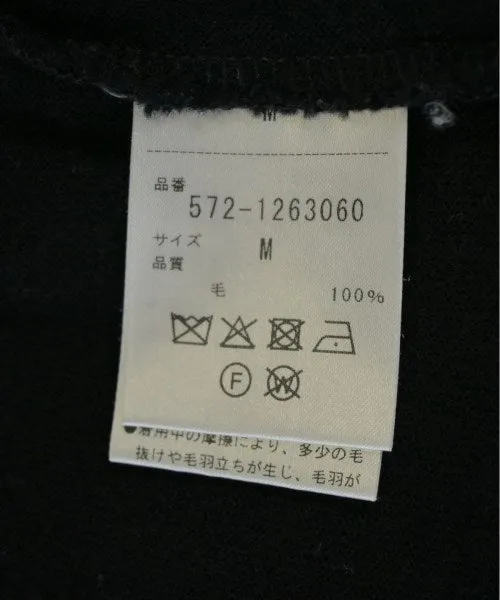 M
品番
572-1263060
サイズ M
品質
毛 100%
F W
●着用中の摩擦により、多少の毛
抜けや毛羽立ちが生じ、毛羽が